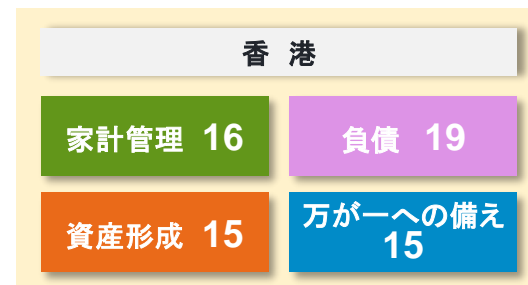 香 港
家計管理 16
負債 19
資産形成 15
万が一への備え
15